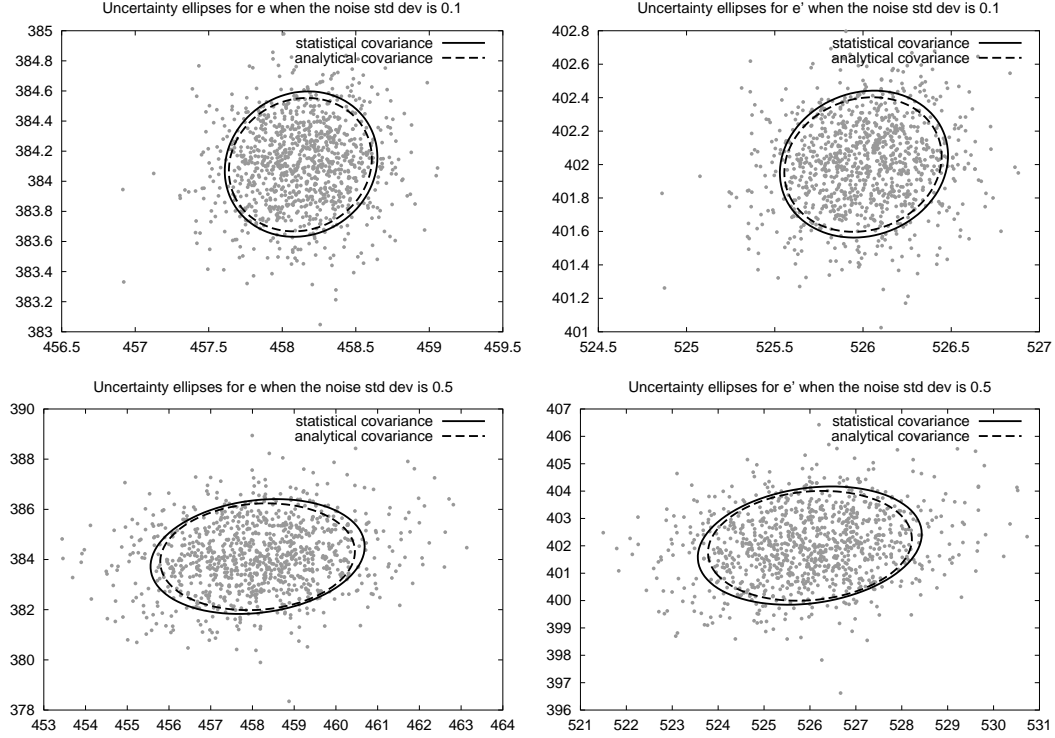 Uncertainty ellipses for e when the noise std dev is 0.1
385
384.8
384.6
384.4
384.2
384
383.8
383.6
383.4
383.2
383
456.5 457 457.5 458 458.5 459 459.5
statistical covariance
analytical covariance
Uncertainty ellipses for e' when the noise std dev is 0.1
402.8
402.6
402.4
402.2
402
401.8
401.6
401.4
401.2
401
524.5 525 525.5 526 526.5 527
statistical covariance
analytical covariance
Uncertainty ellipses for e when the noise std dev is 0.5
390
388
386
384
382
380
378
453 454 455 456 457 458 459 460 461 462 463 464
statistical covariance
analytical covariance
Uncertainty ellipses for e' when the noise std dev is 0.5
407
406
405
404
403
402
401
400
399
398
397
396
521 522 523 524 525 526 527 528 529 530 531
statistical covariance
analytical covariance